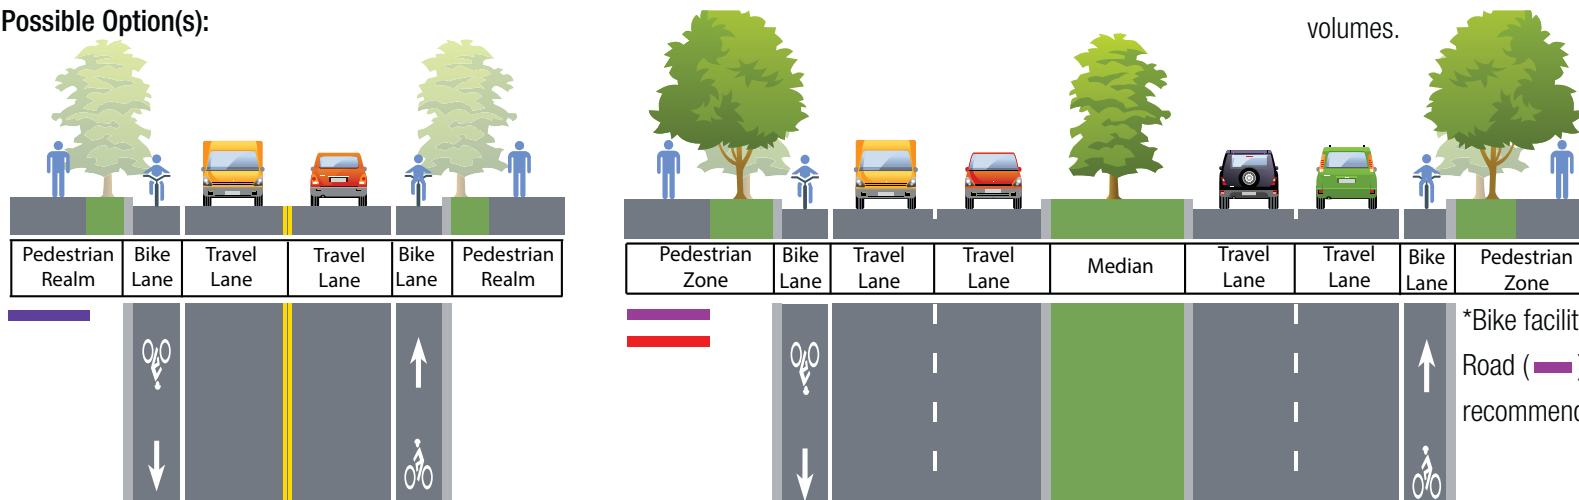 Possible Option(s):
volumes.
Pedestrian Realm
Bike Lane
Travel Lane
Travel Lane
Bike Lane
Pedestrian Realm
Pedestrian Zone
Bike Lane
Travel Lane
Travel Lane
Median
Travel Lane
Travel Lane
Bike Lane
Pedestrian Zone
*Bike facilit
Road ( )
recommend